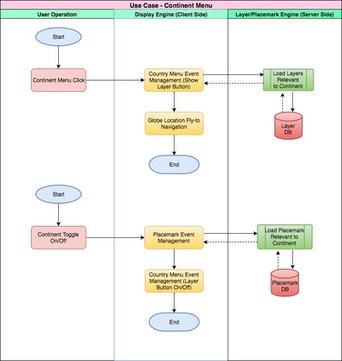 Use Case - Continent Menu
User Operation
Display Engine (Client Side)
Layer/Placemark Engine (Server Side)
Start
Continent Menu Click
Country Menu Event
Management (Show
Layer Button)
Load Layers
Relevant
to Continent
Layer
DB
Globe Location Fly-to
Navigation
End
Start
Continent Toggle
On/Off
Placemark Event
Management
Load Placemark
Relevant to
Continent
Placemark
DB
Country Menu Event
Management (Layer
Button On/Off)
End